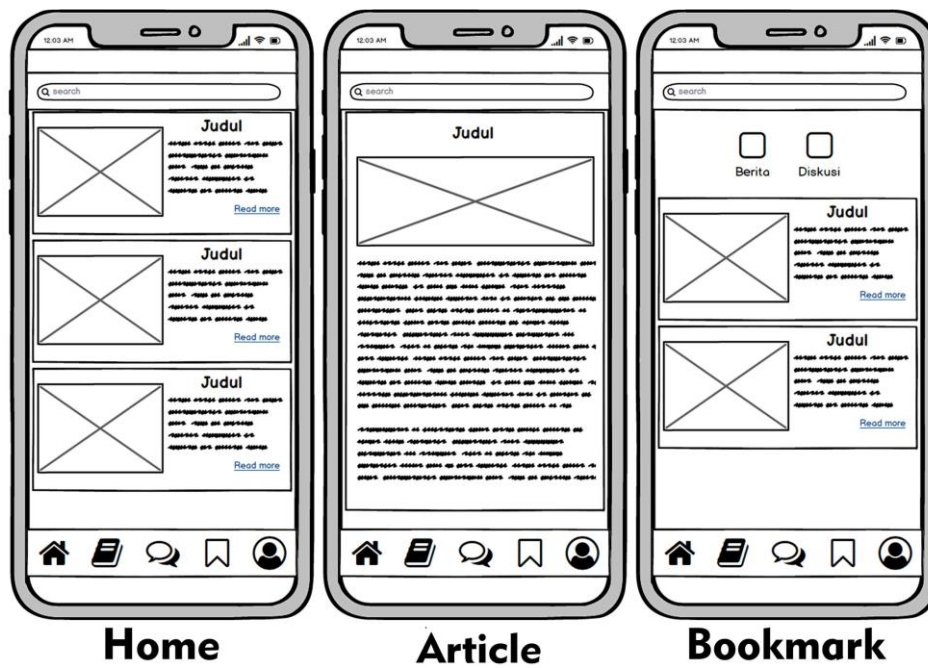 12:03 AM
search
Judul
Read more
Judul
Read more
Judul
Read more
Home
12:03 AM
search
Judul
Article
12:03 AM
search
Berita
Diskusi
Judul
Read more
Judul
Read more
Bookmark